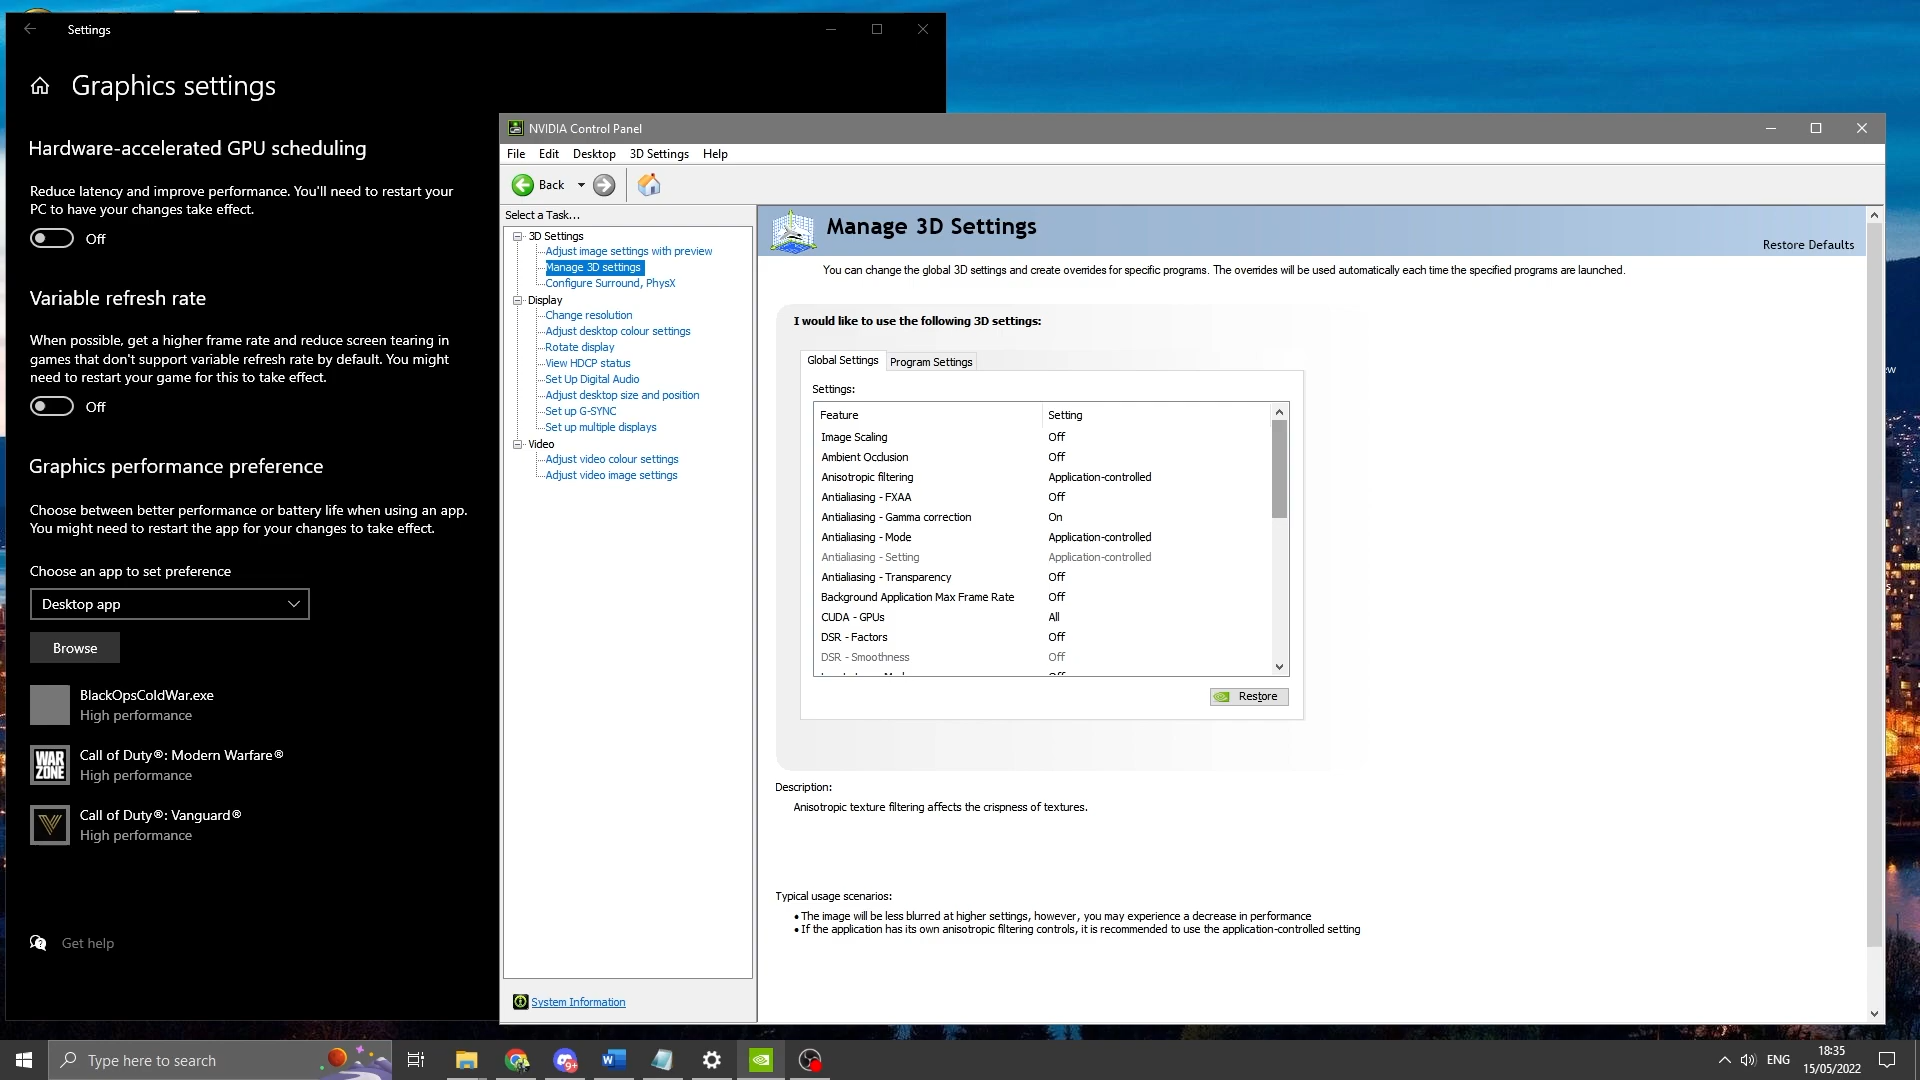 Settings
Graphics settings
Hardware-accelerated GPU scheduling
Reduce latency and improve performance. You'll need to restart your
PC to have your changes take effect.
Off
Variable refresh rate
When possible, get a higher frame rate and reduce screen tearing in
games that don't support variable refresh rate by default. You might
need to restart your game for this to take effect.
Off
Graphics performance preference
Choose between better performance or battery life when using an app.
You might need to restart the app for your changes to take effect.
Choose an app to set preference
Desktop app
Browse
BlackOpsColdWar.exe
High performance
WAR
ZONE
Call of Duty®: Modern Warfare®
High performance
Call of Duty®: Vanguard®
High performance
Get help
NVIDIA Control Panel
File Edit Desktop 3D Settings Help
Back
Select a Task...
3D Settings
Adjust image settings with preview
Manage 3D settings
Configure Surround, PhysX
Display
Change resolution
Adjust desktop colour settings
Rotate display
View HDCP status
Set Up Digital Audio
Adjust desktop size and position
Set up G-SYNC
Set up multiple displays
Video
Adjust video colour settings
Adjust video image settings
System Information
Manage 3D Settings
Restore Defaults
You can change the global 3D settings and create overrides for specific programs. The overrides will be used automatically each time the specified programs are launched.
I would like to use the following 3D settings:
Global Settings Program Settings
Settings:
Feature Setting
Image Scaling Off
Ambient Occlusion Off
Anisotropic filtering Application-controlled
Antialiasing - FXAA Off
Antialiasing - Gamma correction On
Antialiasing - Mode Application-controlled
Antialiasing - Setting Application-controlled
Antialiasing - Transparency Off
Background Application Max Frame Rate Off
CUDA - GPUs All
DSR - Factors Off
DSR - Smoothness Off
Restore
Description:
Anisotropic texture filtering affects the crispness of textures.
Typical usage scenarios:
• The image will be less blurred at higher settings, however, you may experience a decrease in performance
• If the application has its own anisotropic filtering controls, it is recommended to use the application-controlled setting
Type here to search
9+
W
ENG
18:35
15/05/2022